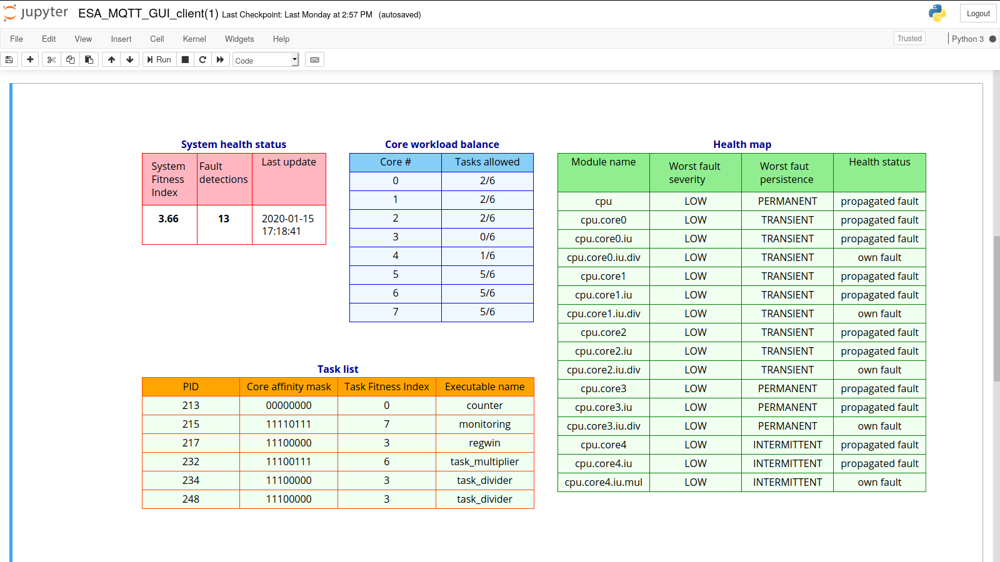 jupyter ESA_MQTT_GUI_client(1) Last Checkpoint: Last Monday at 2:57 PM (autosaved)
Logout
File Edit View Insert Cell Kernel Widgets Help
Trusted
Python 3
Run
Code
System health status
System Fitness Index Fault detections Last update
3.66 13 2020-01-15 17:18:41
Core workload balance
Core # Tasks allowed
0 2/6
1 2/6
2 2/6
3 0/6
4 1/6
5 5/6
6 5/6
7 5/6
Task list
PID Core affinity mask Task Fitness Index Executable name
213 00000000 0 counter
215 11110111 7 monitoring
217 11100000 3 regwin
232 11100111 6 task_multiplier
234 11100000 3 task_divider
248 11100000 3 task_divider
Health map
Module name Worst fault severity Worst faut persistence Health status
cpu LOW PERMANENT propagated fault
cpu.core0 LOW TRANSIENT propagated fault
cpu.core0.iu LOW TRANSIENT propagated fault
cpu.core0.iu.div LOW TRANSIENT own fault
cpu.core1 LOW TRANSIENT propagated fault
cpu.core1.iu LOW TRANSIENT propagated fault
cpu.core1.iu.div LOW TRANSIENT own fault
cpu.core2 LOW TRANSIENT propagated fault
cpu.core2.iu LOW TRANSIENT propagated fault
cpu.core2.iu.div LOW TRANSIENT own fault
cpu.core3 LOW PERMANENT propagated fault
cpu.core3.iu LOW PERMANENT propagated fault
cpu.core3.iu.div LOW PERMANENT own fault
cpu.core4 LOW INTERMITTENT propagated fault
cpu.core4.iu LOW INTERMITTENT propagated fault
cpu.core4.iu.mul LOW INTERMITTENT own fault